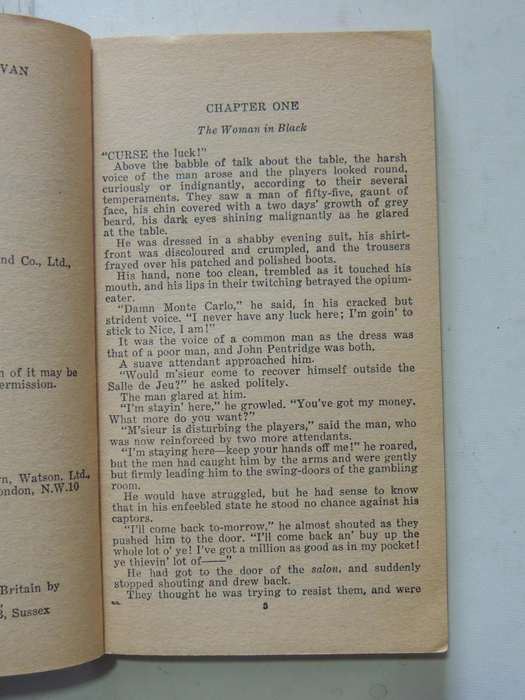 VAN
nd Co., Ltd.,
n of it may be
ermission.
rn, Watson, Ltd.,
ondon, N.W.10
Britain by
, Sussex
CHAPTER ONE
The Woman in Black
"CURSE the luck!"
Above the babble of talk about the table, the harsh
voice of the man arose and the players looked round,
curiously or indignantly, according to their several
temperaments. They saw a man of fifty-five, gaunt of
face, his chin covered with a two days' growth of grey
beard, his dark eyes shining malignantly as he glared
at the table.
He was dressed in a shabby evening suit, his shirt-
front was discoloured and crumpled, and the trousers
frayed over his patched and polished boots.
His hand, none too clean, trembled as it touched his
mouth, and his lips in their twitching betrayed the opium-
eater.
"Damn Monte Carlo," he said, in his cracked but
strident voice. "I never have any luck here; I'm goin' to
stick to Nice, I am!"
It was the voice of a common man as the dress was
that of a poor man, and John Pentridge was both.
A suave attendant approached him.
"Would m'sieur come to recover himself outside the
Salle de Jeu?" he asked politely.
The man glared at him.
"I'm stayin' here," he growled. "You've got my money.
What more do you want?"
"M'sieur is disturbing the players," said the man, who
was now reinforced by two more attendants.
"I'm staying here—keep your hands off me!" he roared,
but the men had caught him by the arms and were gently
but firmly leading him to the swing-doors of the gambling
room.
He would have struggled, but he had sense to know
that in his enfeebled state he stood no chance against his
captors.
"I'll come back to-morrow," he almost shouted as they
pushed him to the door. "I'll come back an' buy up the
whole lot o' ye! I've got a million as good as in my pocket!
ye thievin' lot of——"
He had got to the door of the salon, and suddenly
stopped shouting and drew back.
They thought he was trying to resist them, and were
3